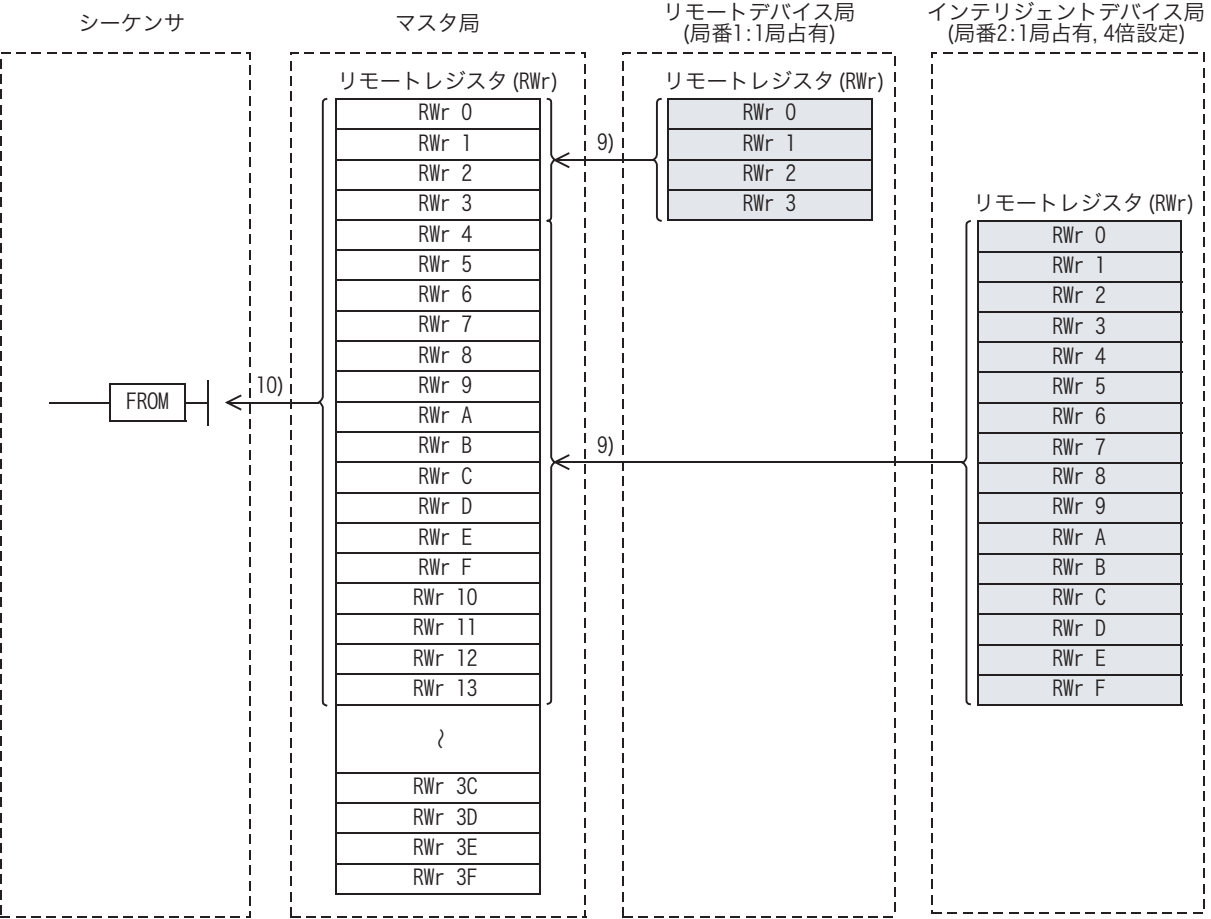 シーケンサ
マスタ局
リモートデバイス局
(局番1:1局占有)
インテリジェントデバイス局
(局番2:1局占有, 4倍設定)
リモートレジスタ(RWr)
RWr 0
RWr 1
RWr 2
RWr 3
RWr 4
RWr 5
RWr 6
RWr 7
RWr 8
RWr 9
RWr A
RWr B
RWr C
RWr D
RWr E
RWr F
RWr 10
RWr 11
RWr 12
RWr 13
~
RWr 3C
RWr 3D
RWr 3E
RWr 3F
リモートレジスタ(RWr)
RWr 0
RWr 1
RWr 2
RWr 3
リモートレジスタ(RWr)
RWr 0
RWr 1
RWr 2
RWr 3
RWr 4
RWr 5
RWr 6
RWr 7
RWr 8
RWr 9
RWr A
RWr B
RWr C
RWr D
RWr E
RWr F
9)
9)
10)
FROM